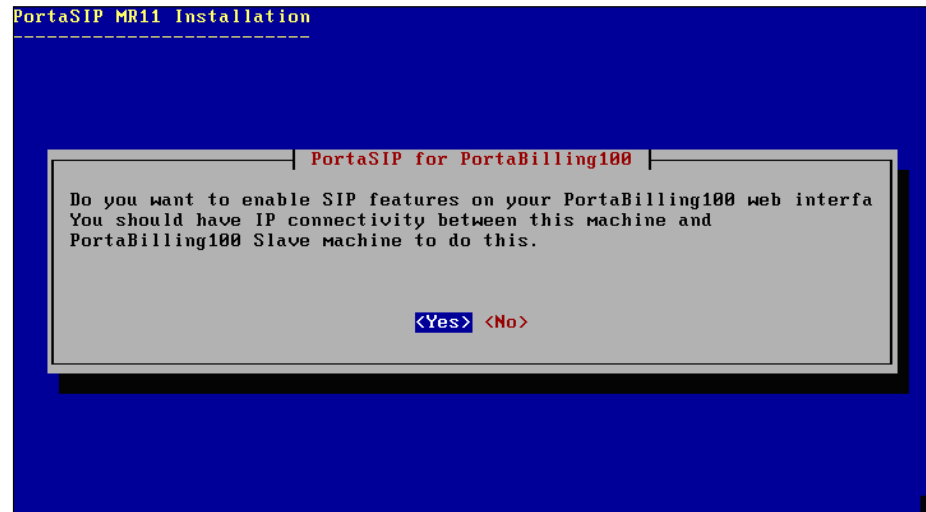 PortaSIP MR11 Installation
--------------------------
PortaSIP for PortaBilling100
Do you want to enable SIP features on your PortaBilling100 web interfa
You should have IP connectivity between this machine and
PortaBilling100 Slave machine to do this.
<Yes> <No>